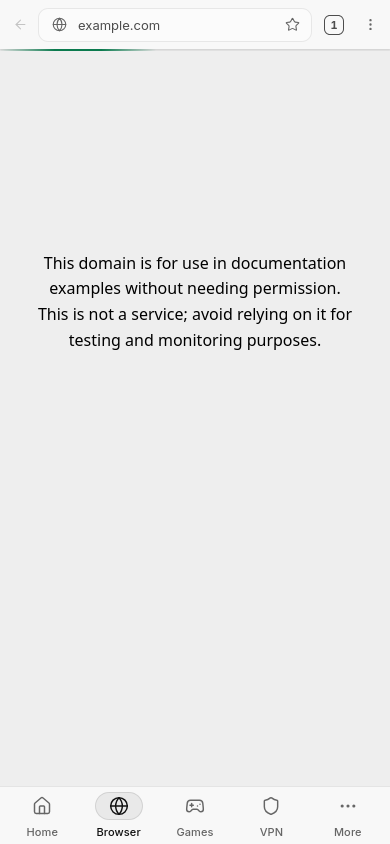 example.com
1
This domain is for use in documentation
examples without needing permission.
This is not a service; avoid relying on it for
testing and monitoring purposes.
Home
Browser
Games
VPN
More